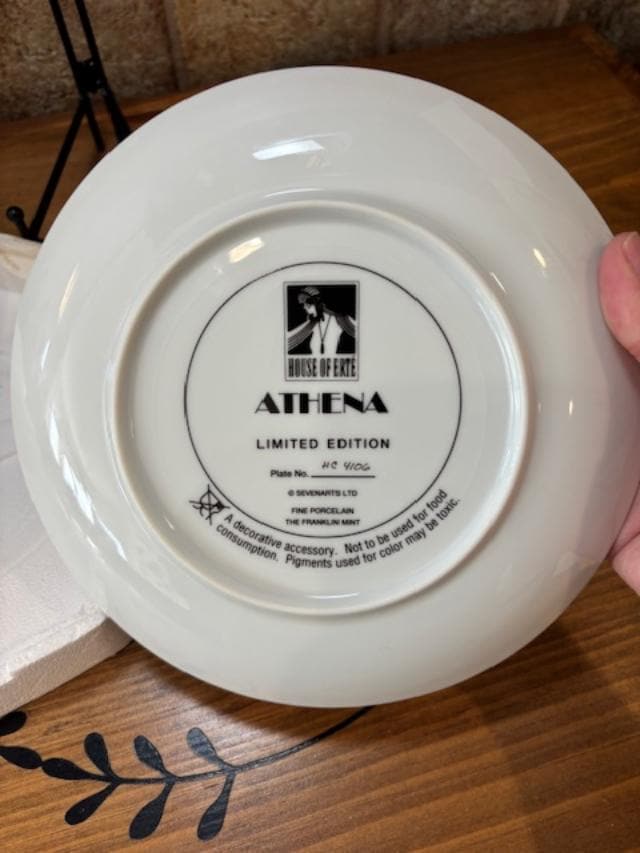 HOUSE OF ERTE
ATHENA
LIMITED EDITION
Plate No. HC 4106
© SEVENARTS LTD
FINE PORCELAIN
THE FRANKLIN MINT
A decorative accessory. Not to be used for food
consumption. Pigments used for color may be toxic.